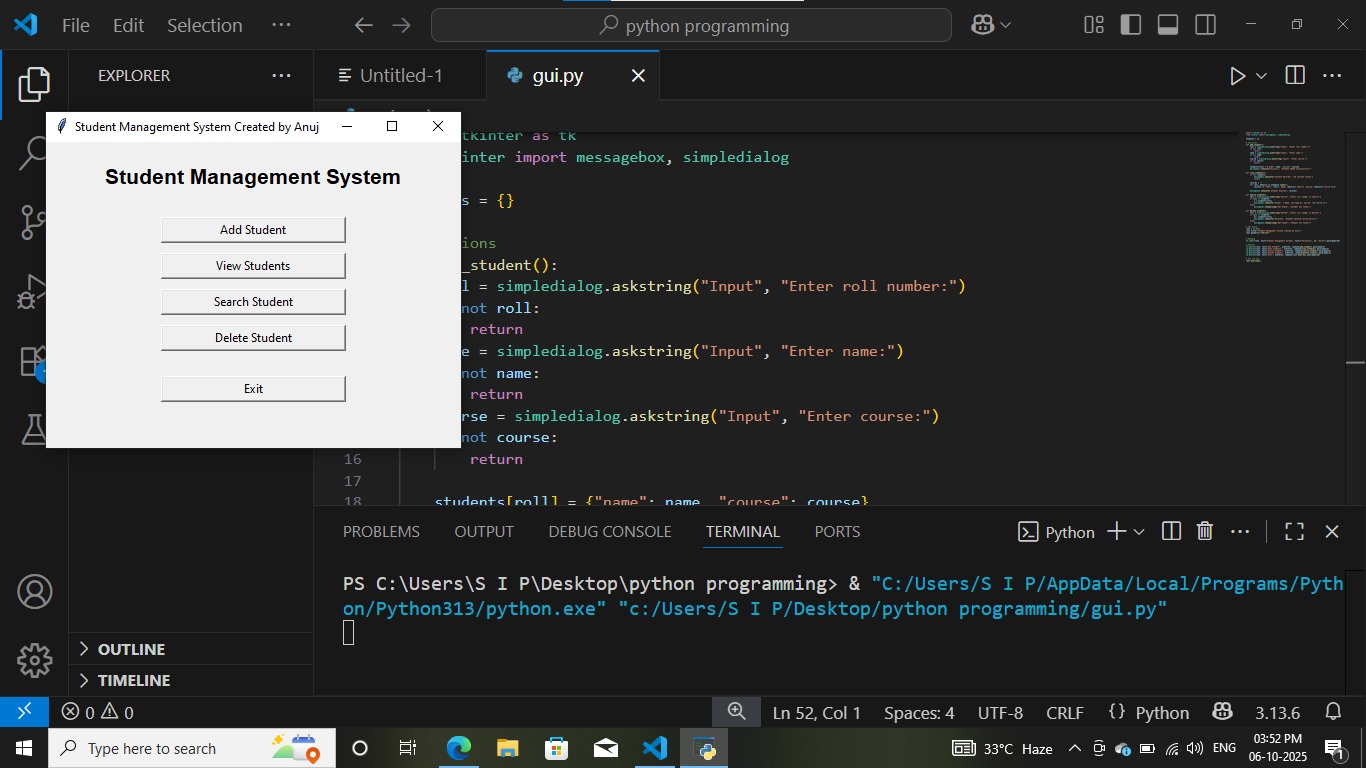 File Edit Selection ··· python programming
EXPLORER ···
Untitled-1
gui.py
Student Management System Created by Anuj
Student Management System
Add Student
View Students
Search Student
Delete Student
Exit
tkinter as tk
inter import messagebox, simpledialog
s = {}
ions
_student():
l = simpledialog.askstring("Input", "Enter roll number:")
not roll:
return
e = simpledialog.askstring("Input", "Enter name:")
not name:
return
rse = simpledialog.askstring("Input", "Enter course:")
not course:
16 return
17
18 students[roll] = {"name": name, "course": course}
PROBLEMS OUTPUT DEBUG CONSOLE TERMINAL PORTS Python
PS C:\Users\S I P\Desktop\python programming> & "C:/Users/S I P/AppData/Local/Programs/Pyth
on/Python313/python.exe" "c:/Users/S I P/Desktop/python programming/gui.py"
OUTLINE
TIMELINE
0 0 Ln 52, Col 1 Spaces: 4 UTF-8 CRLF {} Python 3.13.6
Type here to search 33°C Haze ENG 03:52 PM
06-10-2025
1